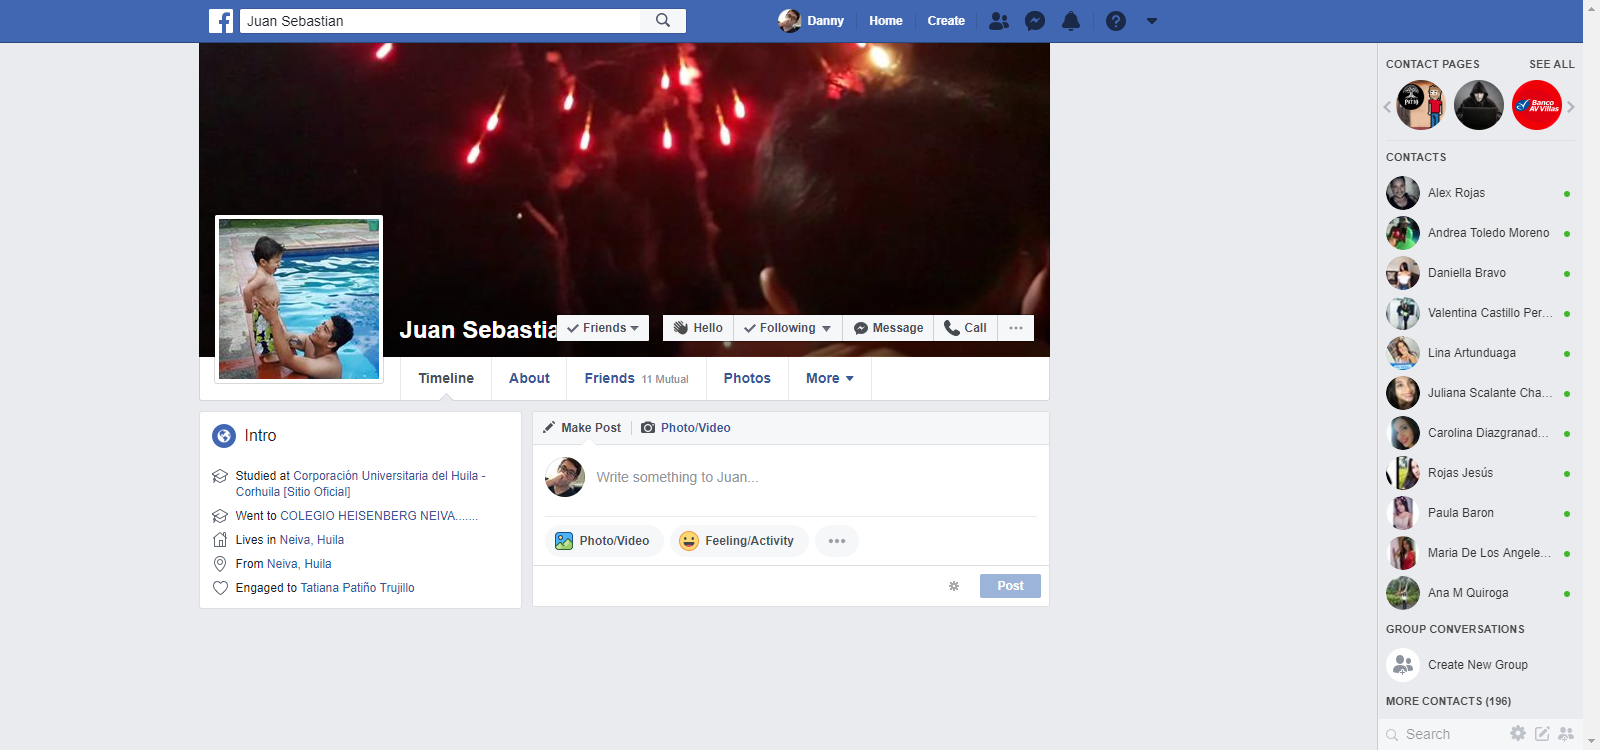 Juan Sebastian
Danny
Home
Create
Juan Sebastia
Friends
Hello
Following
Message
Call
Timeline
About
Friends 11 Mutual
Photos
More
Intro
Studied at Corporación Universitaria del Huila -
Corhuila [Sitio Oficial]
Went to COLEGIO HEISENBERG NEIVA.......
Lives in Neiva, Huila
From Neiva, Huila
Engaged to Tatiana Patiño Trujillo
Make Post
Photo/Video
Write something to Juan...
Photo/Video
Feeling/Activity
Post
CONTACT PAGES
SEE ALL
Banco
AV Villas
CONTACTS
Alex Rojas
Andrea Toledo Moreno
Daniella Bravo
Valentina Castillo Per...
Lina Artunduaga
Juliana Scalante Cha...
Carolina Diazgranad...
Rojas Jesús
Paula Baron
Maria De Los Angele...
Ana M Quiroga
GROUP CONVERSATIONS
Create New Group
MORE CONTACTS (196)
Search